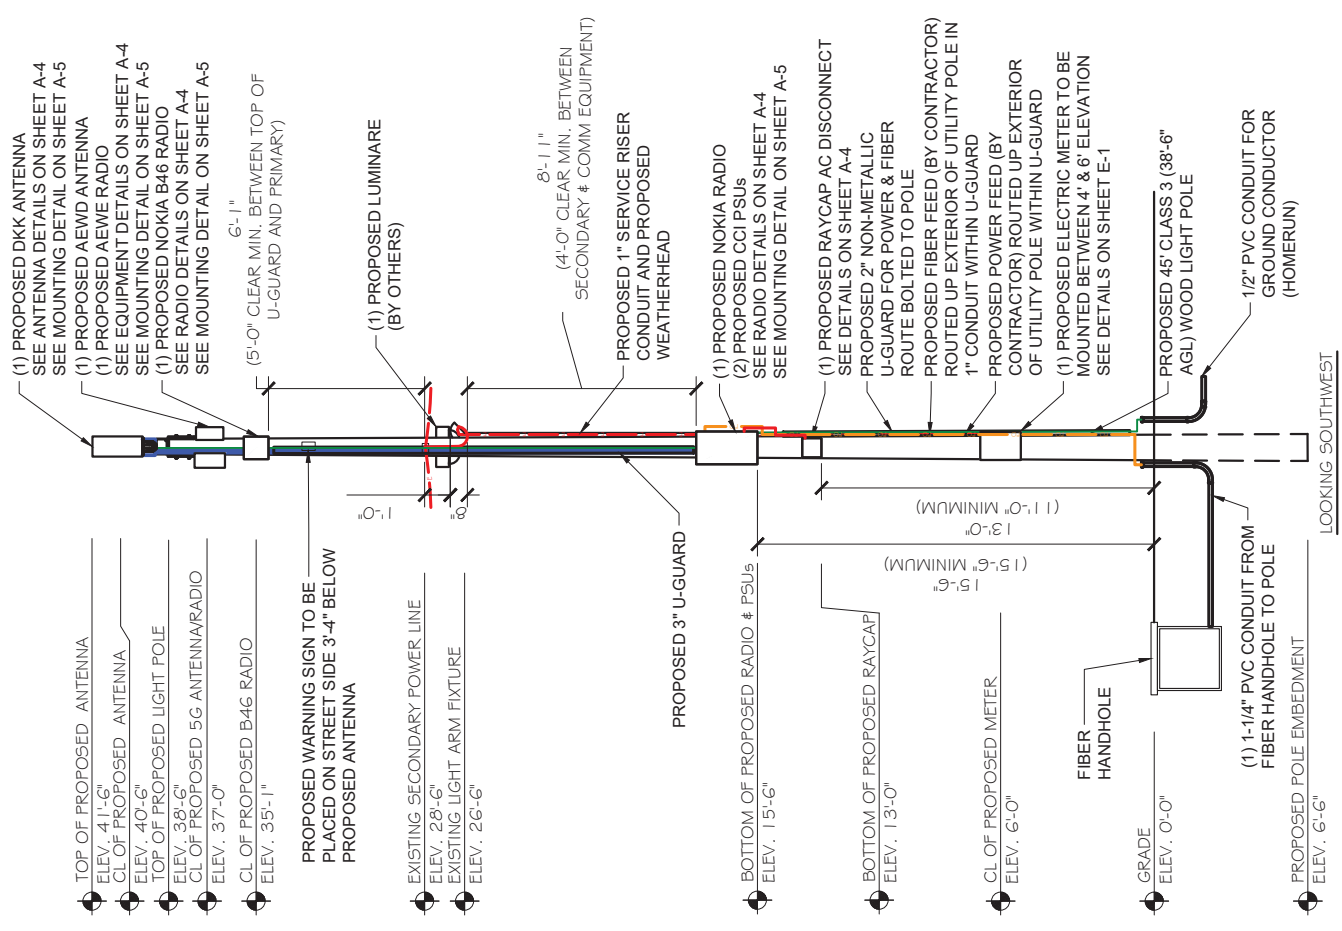 (1) PROPOSED DKK ANTENNA
SEE ANTENNA DETAILS ON SHEET A-4
SEE MOUNTING DETAIL ON SHEET A-5
(1) PROPOSED AEWD ANTENNA
(1) PROPOSED AEWE RADIO
SEE EQUIPMENT DETAILS ON SHEET A-4
SEE MOUNTING DETAIL ON SHEET A-5
(1) PROPOSED NOKIA B46 RADIO
SEE RADIO DETAILS ON SHEET A-4
SEE MOUNTING DETAIL ON SHEET A-5
6'-1"
(5'-0" CLEAR MIN. BETWEEN TOP OF
U-GUARD AND PRIMARY)
(1) PROPOSED LUMINARE
(BY OTHERS)
8'-11"
(4'-0" CLEAR MIN. BETWEEN
SECONDARY & COMM EQUIPMENT)
PROPOSED 1" SERVICE RISER
CONDUIT AND PROPOSED
WEATHERHEAD
(1) PROPOSED NOKIA RADIO
(2) PROPOSED CCI PSUs
SEE RADIO DETAILS ON SHEET A-4
SEE MOUNTING DETAIL ON SHEET A-5
(1) PROPOSED RAYCAP AC DISCONNECT
SEE DETAILS ON SHEET A-4
PROPOSED 2" NON-METALLIC
U-GUARD FOR POWER & FIBER
ROUTE BOLTED TO POLE
PROPOSED FIBER FEED (BY CONTRACTOR)
ROUTED UP EXTERIOR OF UTILITY POLE IN
1" CONDUIT WITHIN U-GUARD
PROPOSED POWER FEED (BY
CONTRACTOR) ROUTED UP EXTERIOR
OF UTILITY POLE WITHIN U-GUARD
(1) PROPOSED ELECTRIC METER TO BE
MOUNTED BETWEEN 4' & 6' ELEVATION
SEE DETAILS ON SHEET E-1
PROPOSED 45' CLASS 3 (38'-6"
AGL) WOOD LIGHT POLE
1/2" PVC CONDUIT FOR
GROUND CONDUCTOR
(HOMERUN)
1'-0"
8"
E
13'-0"
(11'-0" MINIMUM)
15'-6"
(15'-6" MINIMUM)
TOP OF PROPOSED ANTENNA
ELEV. 41'-6"
CL OF PROPOSED ANTENNA
ELEV. 40'-6"
TOP OF PROPOSED LIGHT POLE
ELEV. 38'-6"
CL OF PROPOSED 5G ANTENNA/RADIO
ELEV. 37'-0"
CL OF PROPOSED B46 RADIO
ELEV. 35'-1"
PROPOSED WARNING SIGN TO BE
PLACED ON STREET SIDE 3'-4" BELOW
PROPOSED ANTENNA
EXISTING SECONDARY POWER LINE
ELEV. 28'-6"
EXISTING LIGHT ARM FIXTURE
ELEV. 26'-6"
PROPOSED 3" U-GUARD
BOTTOM OF PROPOSED RADIO & PSUs
ELEV. 15'-6"
BOTTOM OF PROPOSED RAYCAP
ELEV. 13'-0"
CL OF PROPOSED METER
ELEV. 6'-0"
FIBER
HANDHOLE
GRADE
ELEV. 0'-0"
(1) 1-1/4" PVC CONDUIT FROM
FIBER HANDHOLE TO POLE
PROPOSED POLE EMBEDMENT
ELEV. 6'-6"
LOOKING SOUTHWEST